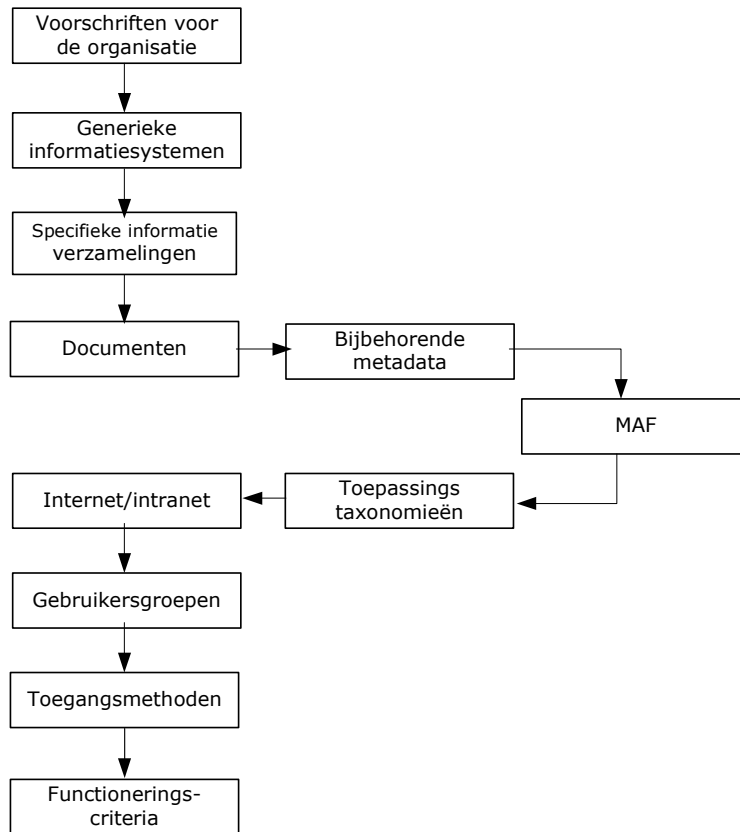 Voorschriften voor
de organisatie
Generieke
informatiesystemen
Specifieke informatie
verzamelingen
Documenten
Bijbehorende
metadata
MAF
Toepassings
taxonomieën
Internet/intranet
Gebruikersgroepen
Toegangsmethoden
Functionerings-
criteria